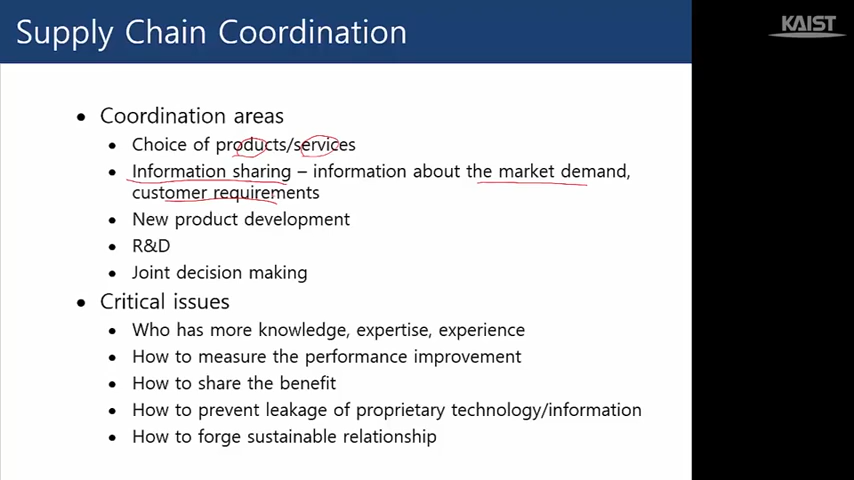 Supply Chain Coordination
KAIST
• Coordination areas
• Choice of products/services
• Information sharing – information about the market demand,
customer requirements
• New product development
• R&D
• Joint decision making
• Critical issues
• Who has more knowledge, expertise, experience
• How to measure the performance improvement
• How to share the benefit
• How to prevent leakage of proprietary technology/information
• How to forge sustainable relationship